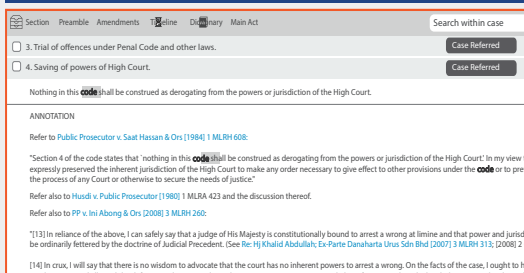 Section Preamble Amendments Timeline Dictionary Main Act Search within case
3. Trial of offences under Penal Code and other laws. Case Referred
4. Saving of powers of High Court. Case Referred
Nothing in this code shall be construed as derogating from the powers or jurisdiction of the High Court.
ANNOTATION
Refer to Public Prosecutor v. Saat Hassan & Ors [1984] 1 MLRH 608:
"Section 4 of the code states that `nothing in this code shall be construed as derogating from the powers or jurisdiction of the High Court.' In my view
expressly preserved the inherent jurisdiction of the High Court to make any order necessary to give effect to other provisions under the code or to
the process of any Court or otherwise to secure the needs of justice."
Refer also to Husdi v. Public Prosecutor [1980] 1 MLRA 423 and the discussion thereof.
Refer also to PP v. Ini Abong & Ors [2008] 3 MLRH 260:
"[13] In reliance of the above, I can safely say that a judge of His Majesty is constitutionally bound to arrest a wrong at limine and that power and
be ordinarily fettered by the doctrine of Judicial Precedent. (See Re: Hj Khalid Abdullah; Ex-Parte Danaharta Urus Sdn Bhd [2007] 3 MLRH 313; [2008] 2
[14] In crux, I will say that there is no wisdom to advocate that the court has no inherent powers to arrest a wrong. On the facts of the case, I ought to